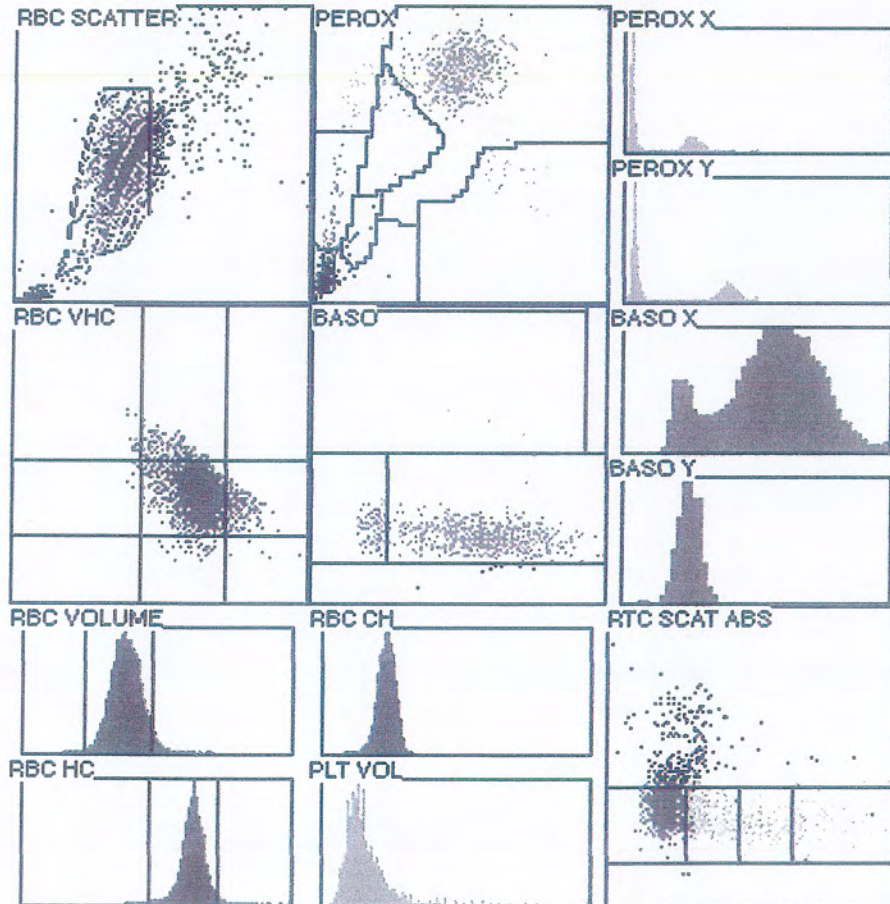 RBC SCATTER
PEROX
PEROX X
PEROX Y
RBC VHC
BASO
BASO X
BASO Y
RBC VOLUME
RBC CH
RTC SCAT ABS
RBC HC
PLT VOL